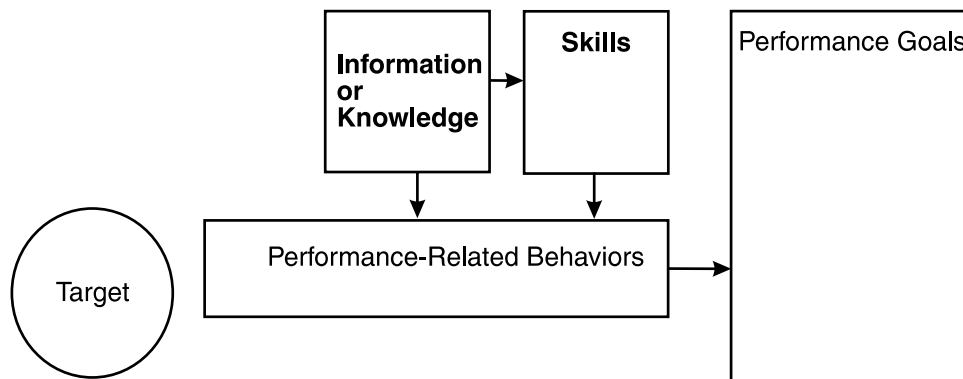 Information
or
Knowledge
Skills
Performance Goals
Performance-Related Behaviors
Target